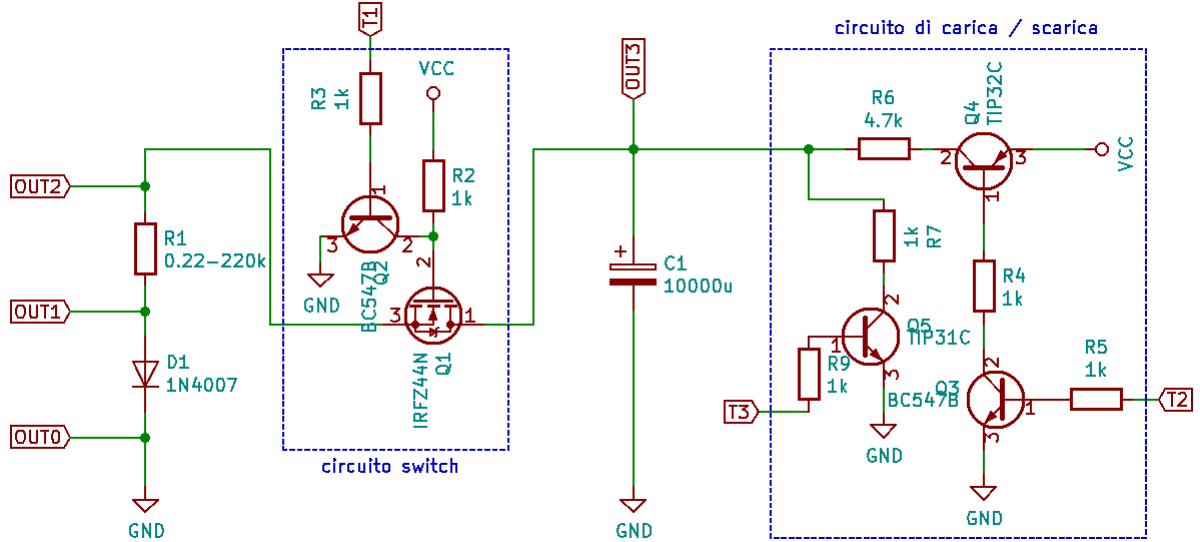 circuito di carica / scarica
T1
VCC
R3
1k
R2
1k
1
3
2
GND
BC547B
Q2
2
3
1
IRFZ44N
Q1
circuito switch
OUT2
R1
0.22-220k
OUT1
D1
1N4007
OUT0
GND
OUT3
+
C1
10000u
GND
R6
4.7k
Q4
TIP32C
2
3
1
VCC
1k
R7
R4
1k
2
Q5
TIP31C
1
3
R9
1k
T3
GND
2
Q3
BC547B
1
3
R5
1k
T2
GND